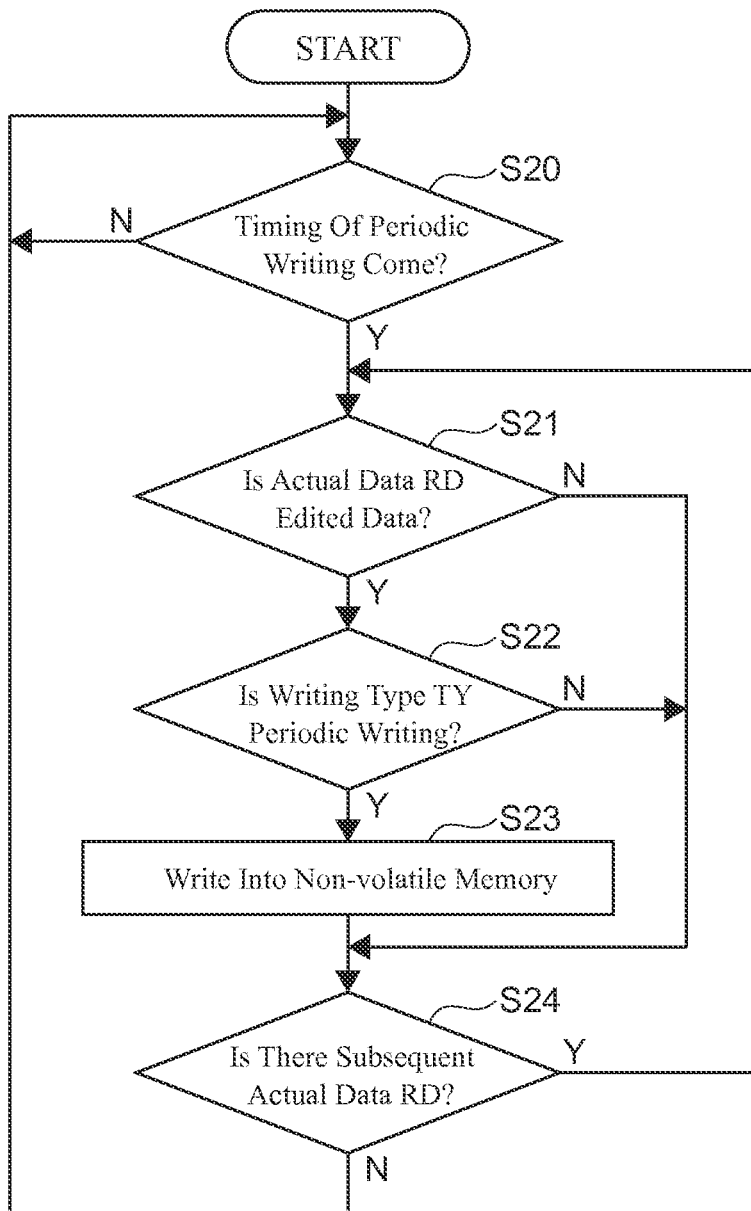 START
S20
N
Timing Of Periodic
Writing Come?
Y
S21
Is Actual Data RD
Edited Data?
N
Y
S22
Is Writing Type TY
Periodic Writing?
N
Y
S23
Write Into Non-volatile Memory
S24
Is There Subsequent
Actual Data RD?
Y
N